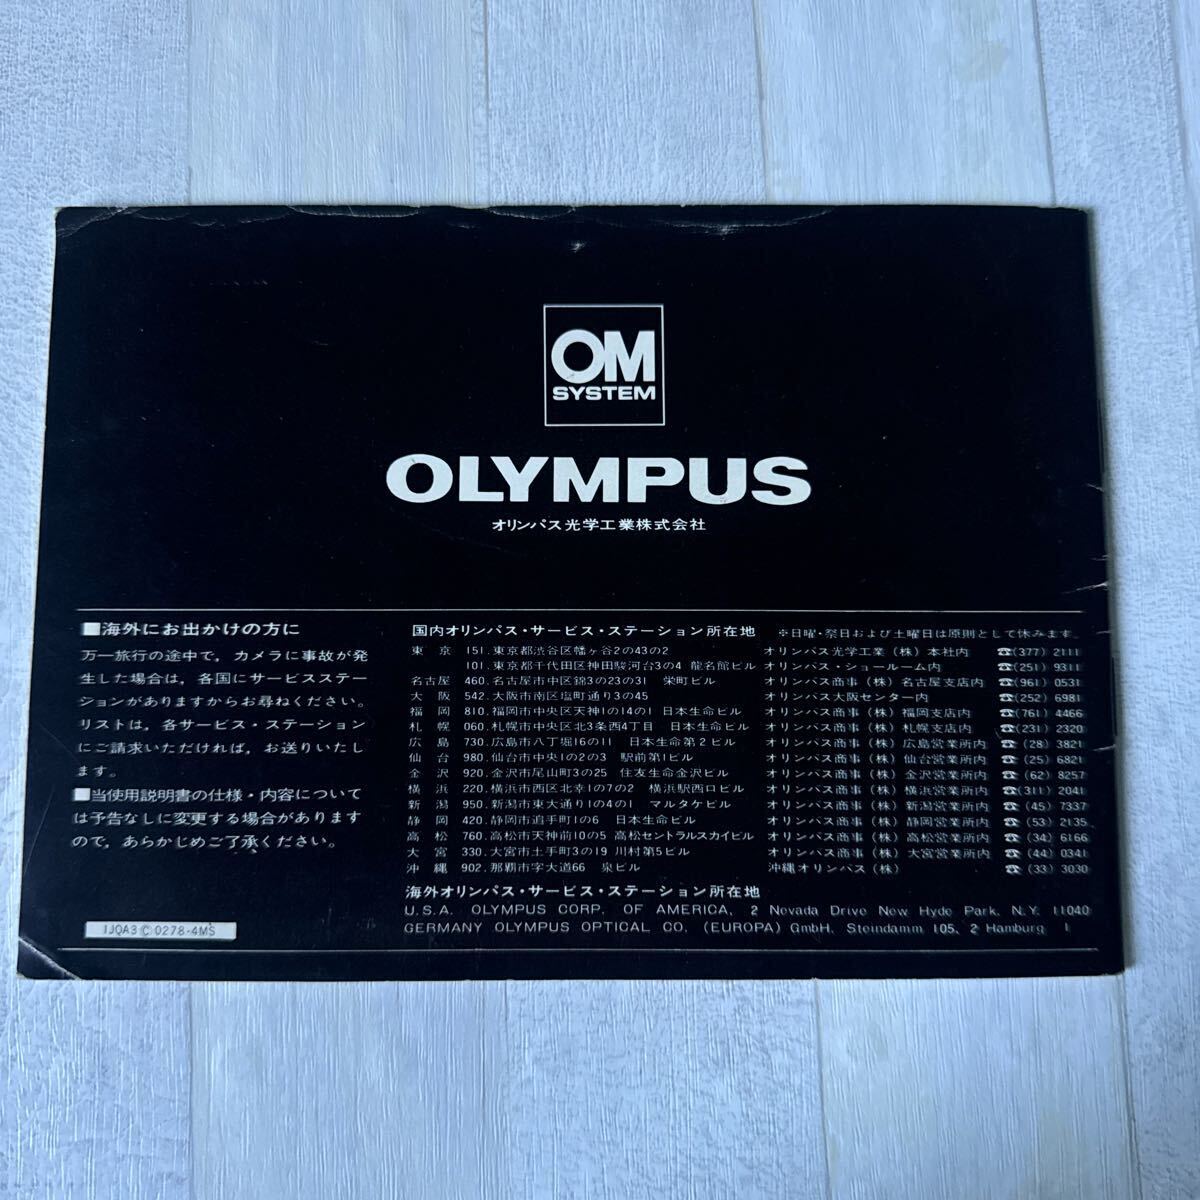 OM
SYSTEM
OLYMPUS
オリンパス光学工業株式会社
■海外にお出かけの方に
万一旅行の途中で，カメラに事故が発
生した場合は，各国にサービスステー
ションがありますからお尋ねください。
リストは，各サービス・ステーション
にご請求いただければ，お送りいたし
ます。
■当使用説明書の仕様・内容について
は予告なしに変更する場合があります
ので，あらかじめご了承ください。
1JQA3 © 0278-4MS
国内オリンパス・サービス・ステーション所在地 ※日曜・祭日および土曜日は原則として休みます。
東 京 151.東京都渋谷区幡ヶ谷2の43の2 オリンパス光学工業（株）本社内 ☎(377) 2111
101.東京都千代田区神田駿河台3の4 龍名館ビル オリンパス・ショールーム内 ☎(251) 9311
名古屋 460.名古屋市中区錦3の23の31 栄町ビル オリンパス商事（株）名古屋支店内 ☎(961) 0531
大 阪 542.大阪市南区塩町通り3の45 オリンパス大阪センター内 ☎(252) 6981
福 岡 810.福岡市中央区天神1の14の1 日本生命ビル オリンパス商事（株）福岡支店内 ☎(761) 4466
札 幌 060.札幌市中央区北3条西4丁目 日本生命ビル オリンパス商事（株）札幌支店内 ☎(231) 2320
広 島 730.広島市八丁堀16の11 日本生命第2ビル オリンパス商事（株）広島営業所内 ☎(28) 3821
仙 台 980.仙台市中央1の2の3 駅前第1ビル オリンパス商事（株）仙台営業所内 ☎(25) 6821
金 沢 920.金沢市尾山町3の25 住友生命金沢ビル オリンパス商事（株）金沢営業所内 ☎(62) 8257
横 浜 220.横浜市西区北幸1の7の2 横浜駅西口ビル オリンパス商事（株）横浜営業所内 ☎(311) 2041
新 潟 950.新潟市東大通り1の4の1 マルタケビル オリンパス商事（株）新潟営業所内 ☎(45) 7337
静 岡 420.静岡市追手町1の6 日本生命ビル オリンパス商事（株）静岡営業所内 ☎(53) 2135
高 松 760.高松市天神前10の5 高松セントラルスカイビル オリンパス商事（株）高松営業所内 ☎(34) 6166
大 宮 330.大宮市土手町3の19 川村第5ビル オリンパス商事（株）大宮営業所内 ☎(44) 0341
沖 縄 902.那覇市字大道66 泉ビル 沖縄オリンパス（株） ☎(33) 3030
海外オリンパス・サービス・ステーション所在地
U.S.A. OLYMPUS CORP. OF AMERICA, 2 Nevada Drive New Hyde Park, N.Y. 11040
GERMANY OLYMPUS OPTICAL CO. (EUROPA) GmbH, Steindamm 105, 2 Hamburg 1